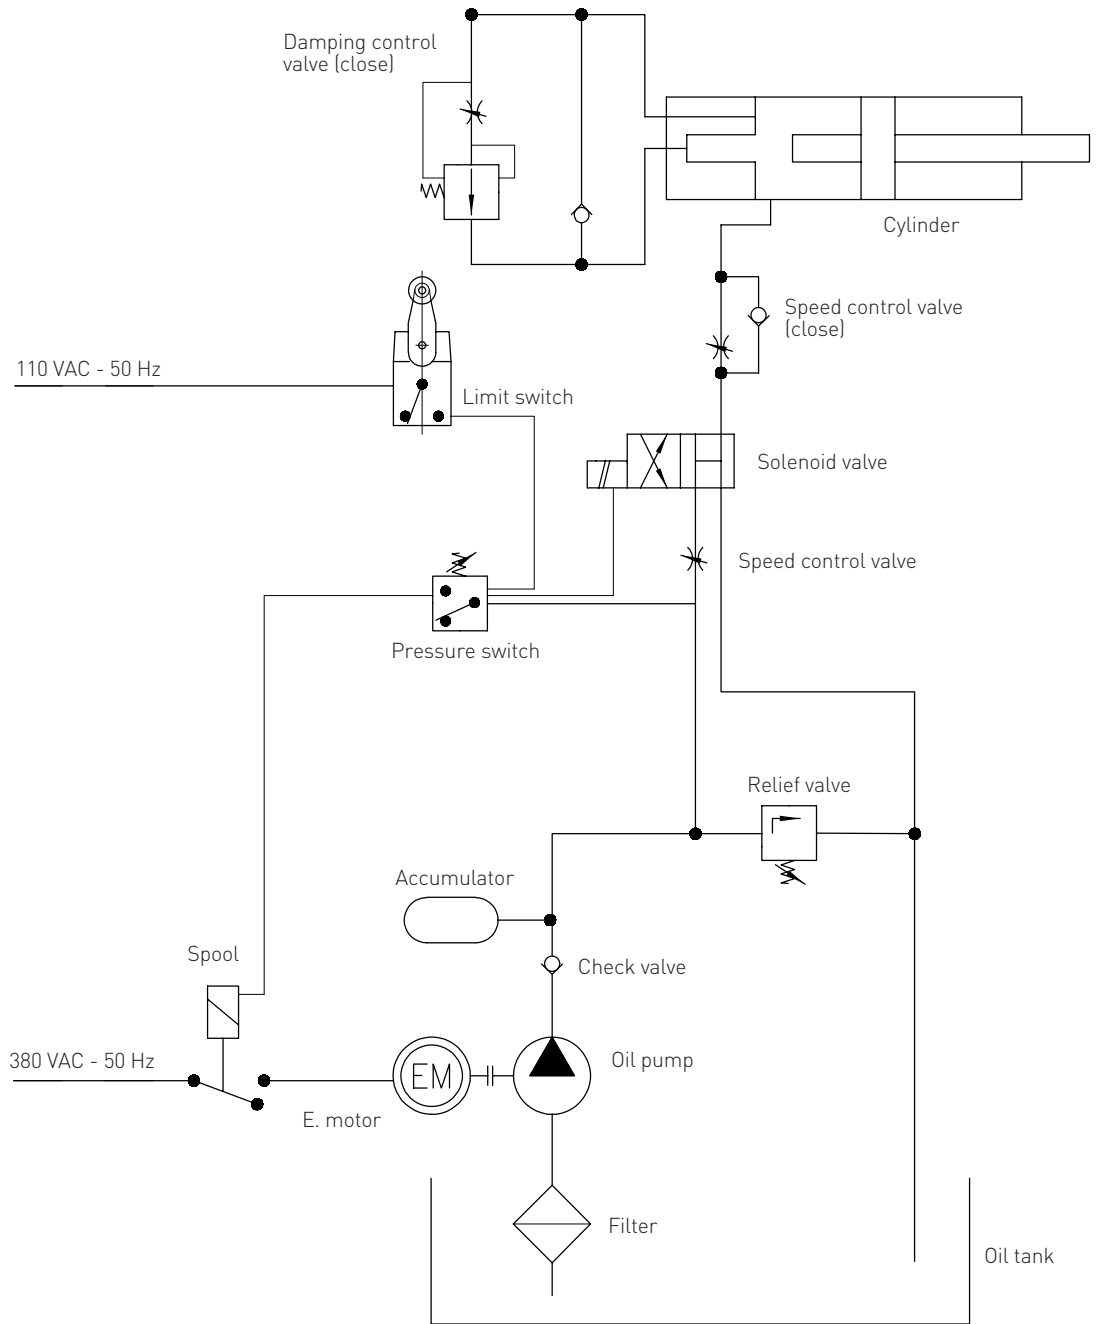 Damping control
valve (close)
Cylinder
Speed control valve
(close)
110 VAC - 50 Hz
Limit switch
Solenoid valve
Speed control valve
Pressure switch
Relief valve
Accumulator
Spool
Check valve
380 VAC - 50 Hz
EM
Oil pump
E. motor
Filter
Oil tank